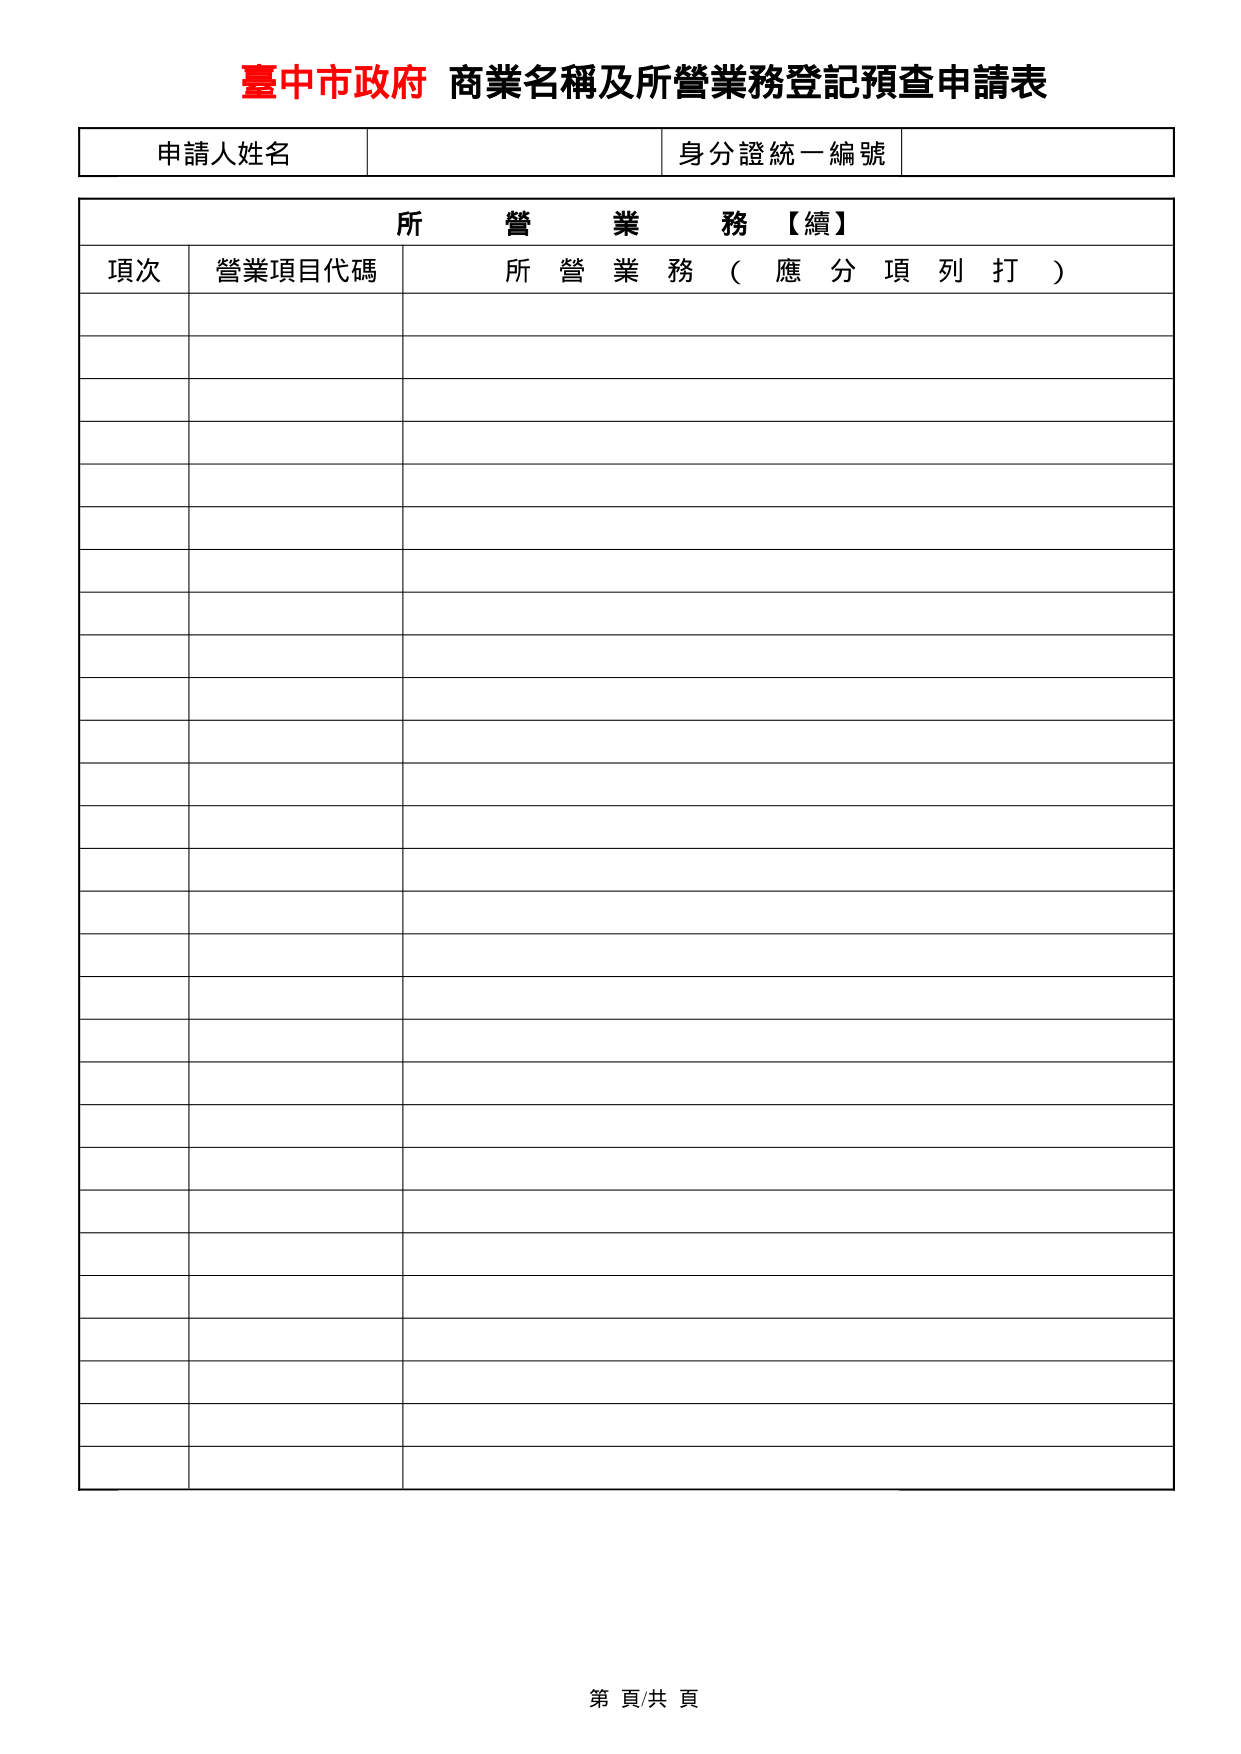 臺中市政府 商業名稱及所營業務登記預查申請表
申請人姓名 身分證統一編號
所 營 業 務 【續】
項次 營業項目代碼 所 營 業 務 ( 應 分 項 列 打 )
第 頁/共 頁